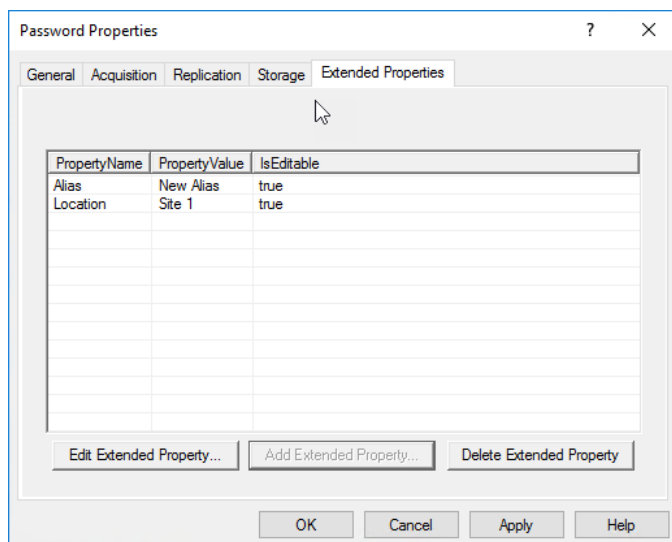 Password Properties ?
General Acquisition Replication Storage Extended Properties
PropertyName PropertyValue IsEditable
Alias New Alias true
Location Site 1 true
Edit Extended Property... Add Extended Property... Delete Extended Property
OK Cancel Apply Help